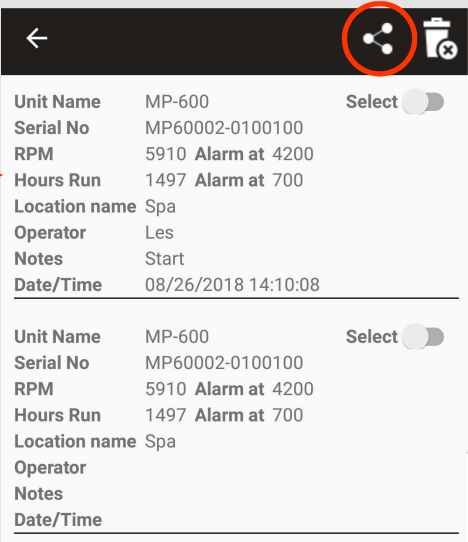 Unit Name MP-600 Select
Serial No MP60002-0100100
RPM 5910 Alarm at 4200
Hours Run 1497 Alarm at 700
Location name Spa
Operator Les
Notes Start
Date/Time 08/26/2018 14:10:08
Unit Name MP-600 Select
Serial No MP60002-0100100
RPM 5910 Alarm at 4200
Hours Run 1497 Alarm at 700
Location name Spa
Operator
Notes
Date/Time